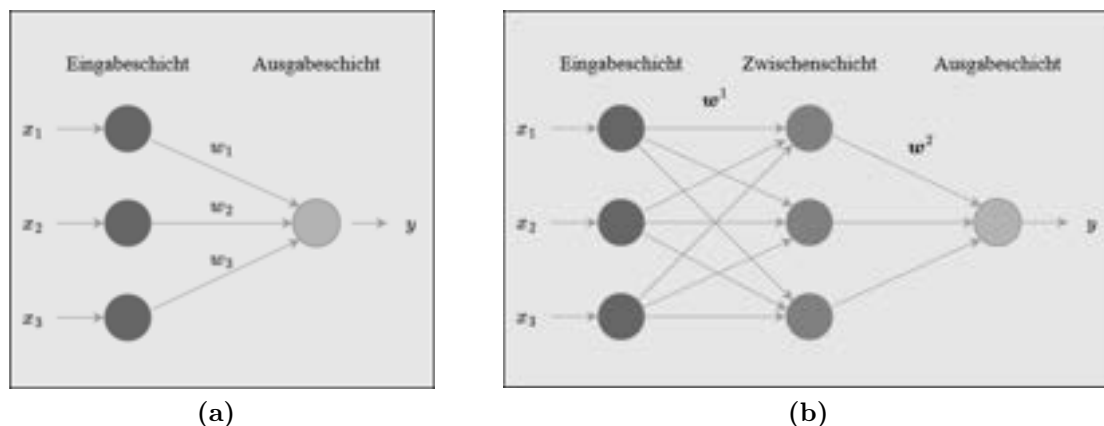 Eingabeschicht Ausgabeschicht
x₁
w₁
x₂
w₂
y
w₃
x₃
(a)
Eingabeschicht Zwischenschicht Ausgabeschicht
w¹
x₁
w²
x₂
y
x₃
(b)